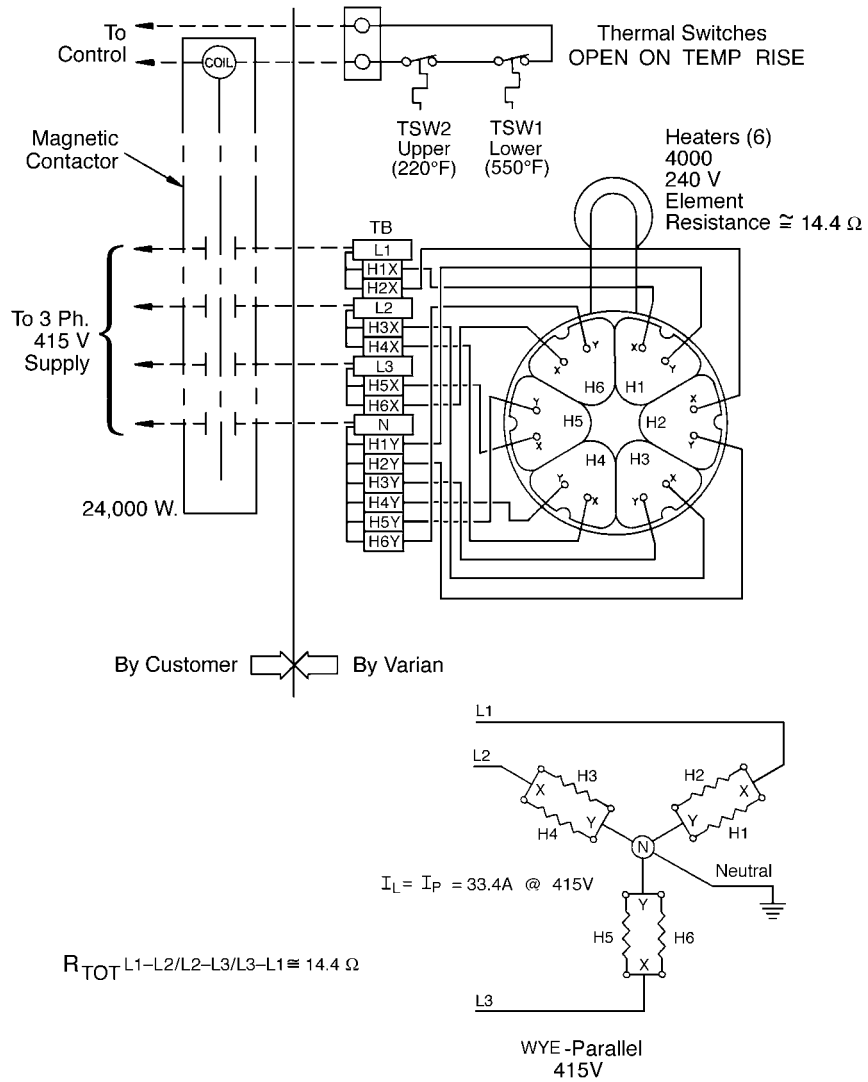 To
Control
COIL
Thermal Switches
OPEN ON TEMP RISE
TSW2
Upper
(220°F)
TSW1
Lower
(550°F)
Magnetic
Contactor
Heaters (6)
4000
240 V
Element
Resistance ≅ 14.4 Ω
TB
L1
H1X
H2X
L2
H3X
H4X
L3
H5X
H6X
N
H1Y
H2Y
H3Y
H4Y
H5Y
H6Y
To 3 Ph.
415 V
Supply
24,000 W.
Y
X
X
Y
H6
H1
Y
X
H5
H2
X
Y
H4
H3
Y
X
X
Y
By Customer
By Varian
L1
L2
H3
X
Y
H4
H2
X
Y
H1
N
Neutral
IL = IP = 33.4A @ 415V
Y
H5
H6
X
RTOT L1–L2/L2–L3/L3–L1 ≅ 14.4 Ω
L3
WYE -Parallel
415V